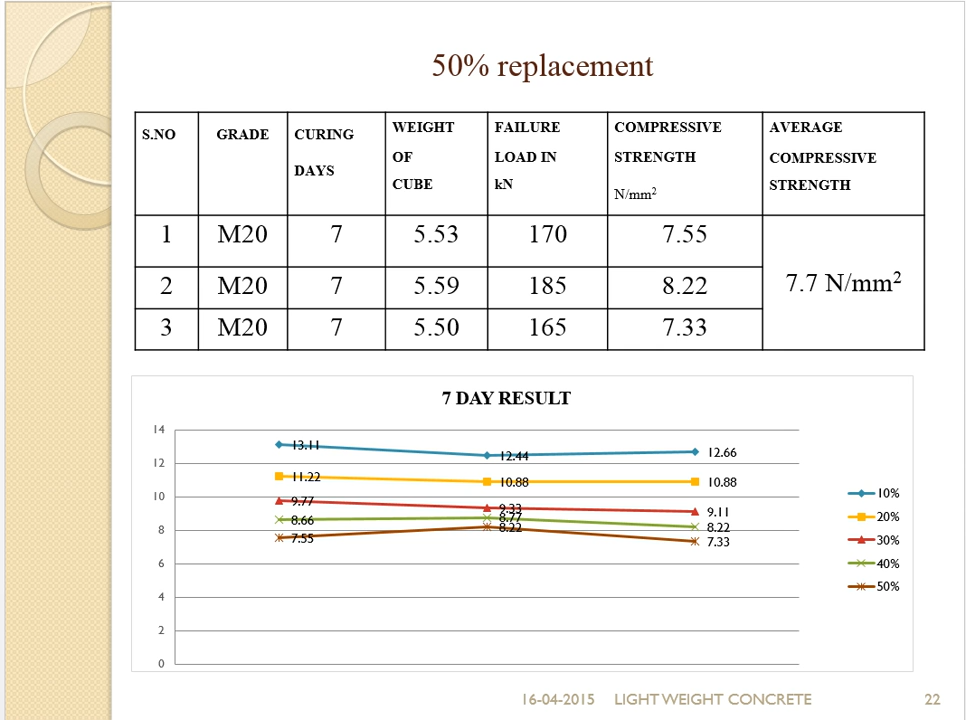 50% replacement
S.NO GRADE CURING DAYS WEIGHT OF CUBE FAILURE LOAD IN kN COMPRESSIVE STRENGTH N/mm² AVERAGE COMPRESSIVE STRENGTH
1 M20 7 5.53 170 7.55 7.7 N/mm²
2 M20 7 5.59 185 8.22
3 M20 7 5.50 165 7.33
7 DAY RESULT
14
12
10
8
6
4
2
0
13.11 12.44 12.66
11.22 10.88 10.88
9.77 9.33 9.11
8.66 8.77 8.22
7.55 8.22 7.33
10%
20%
30%
40%
50%
16-04-2015 LIGHT WEIGHT CONCRETE 22